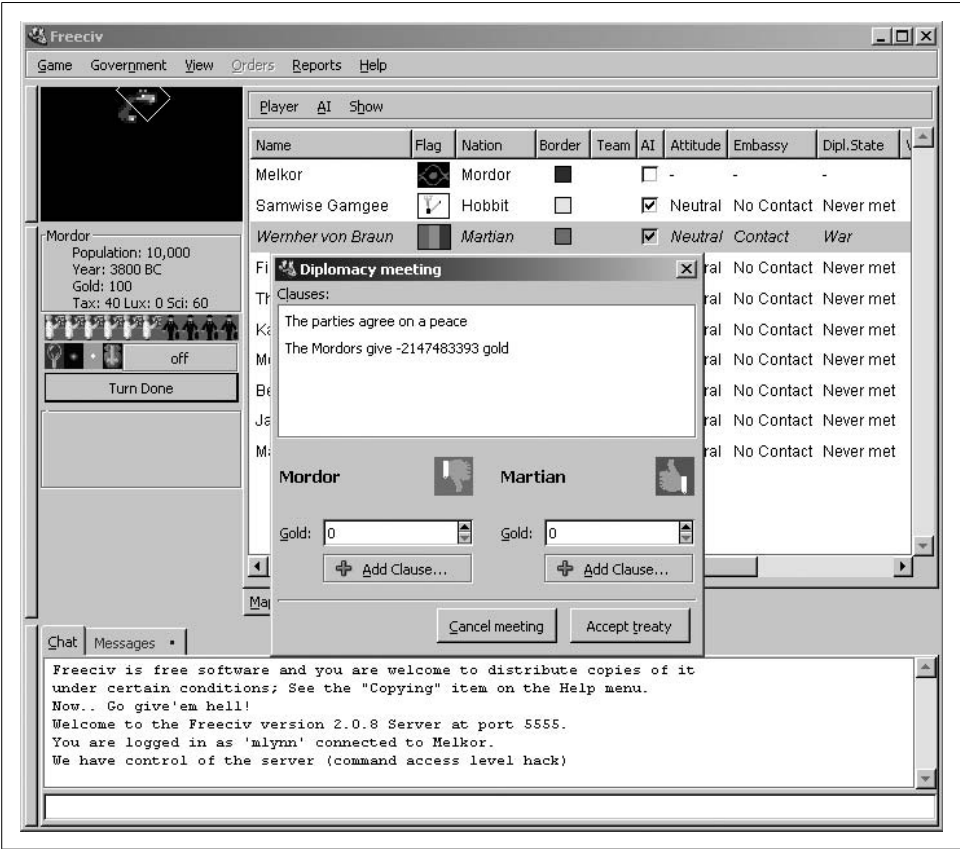 Freeciv
Game Government View Orders Reports Help
Player AI Show
Name Flag Nation Border Team AI Attitude Embassy Dipl.State
Melkor Mordor - - -
Samwise Gamgee Hobbit Neutral No Contact Never met
Wernher von Braun Martian Neutral Contact War
Mordor
Population: 10,000
Year: 3800 BC
Gold: 100
Tax: 40 Lux: 0 Sci: 60
off
Turn Done
Fi ral No Contact Never met
Th ral No Contact Never met
Ka ral No Contact Never met
Mu ral No Contact Never met
Be ral No Contact Never met
Ja ral No Contact Never met
Ma ral No Contact Never met
Diplomacy meeting
Clauses:
The parties agree on a peace
The Mordors give -2147483393 gold
Mordor Martian
Gold: 0 Gold: 0
Add Clause... Add Clause...
Cancel meeting Accept treaty
Map
Chat Messages
Freeciv is free software and you are welcome to distribute copies of it
under certain conditions; See the "Copying" item on the Help menu.
Now.. Go give'em hell!
Welcome to the Freeciv version 2.0.8 Server at port 5555.
You are logged in as 'mlynn' connected to Melkor.
We have control of the server (command access level hack)